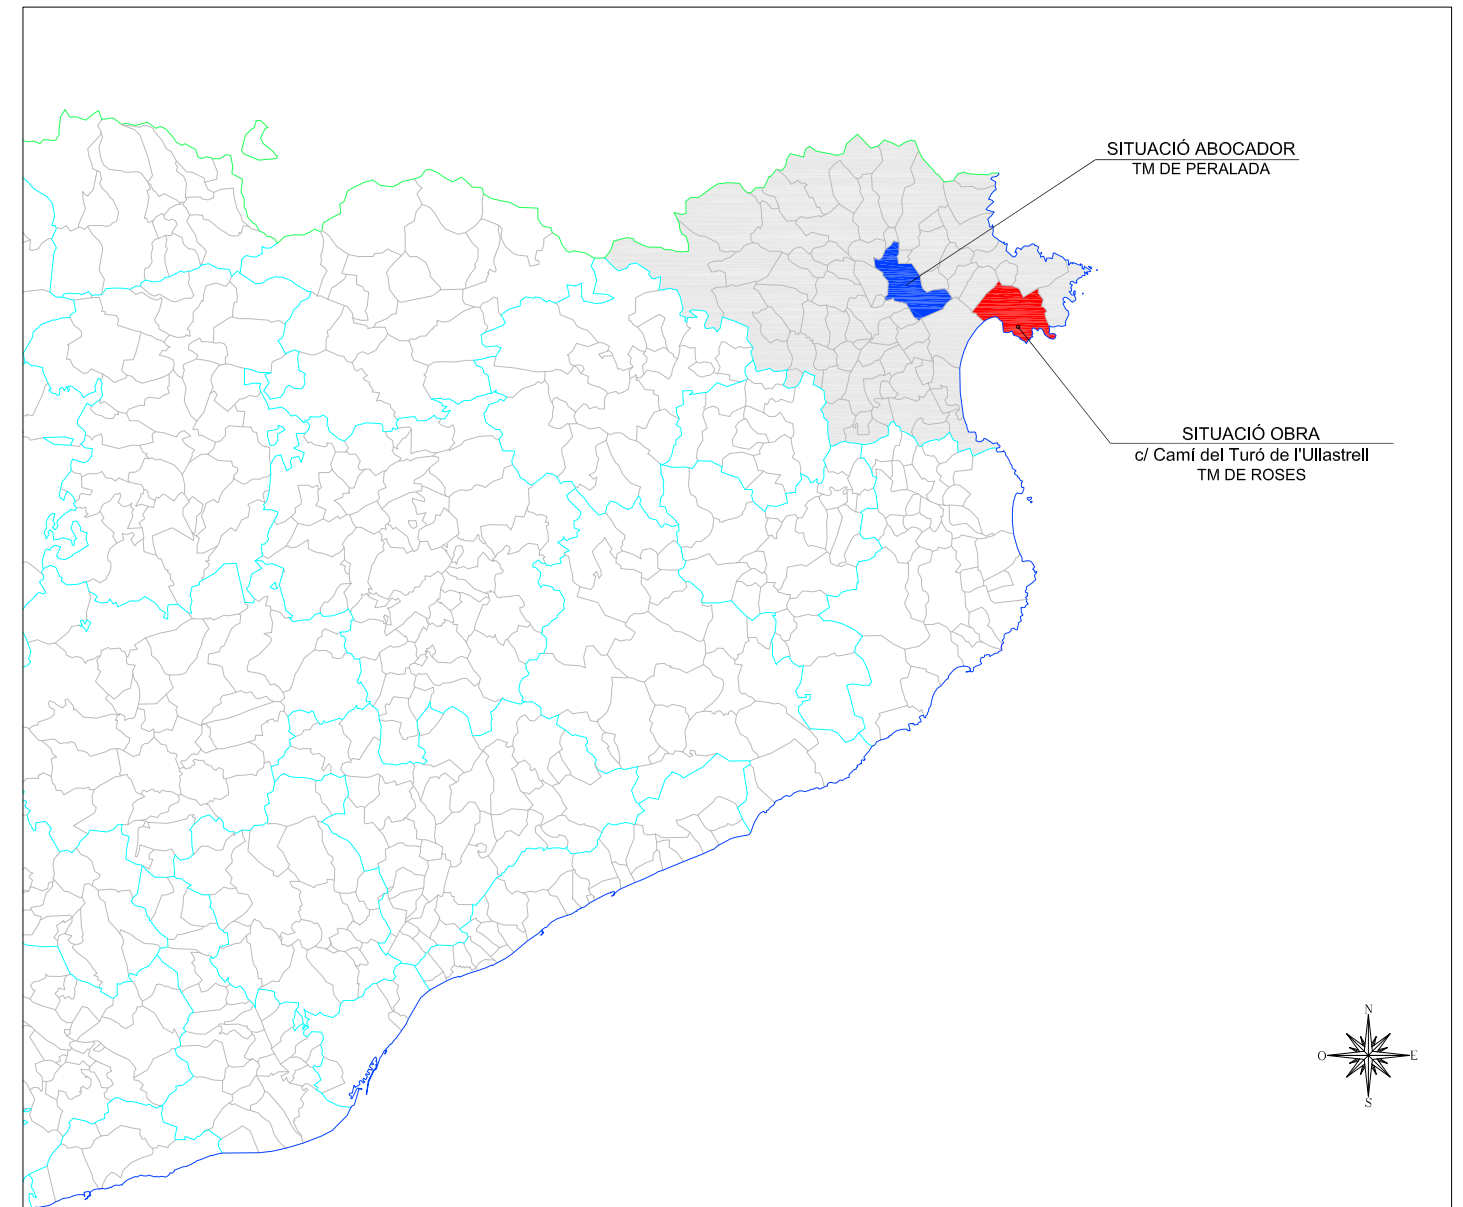 SITUACIÓ ABOCADOR
TM DE PERALADA
SITUACIÓ OBRA
c/ Camí del Turó de l'Ullastrell
TM DE ROSES
N
O
E
S